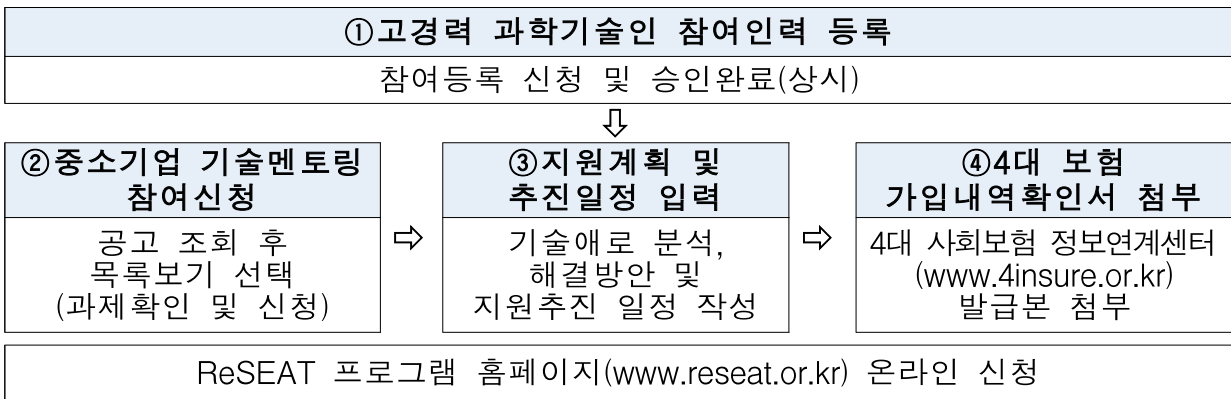 ①고경력 과학기술인 참여인력 등록
참여등록 신청 및 승인완료(상시)
②중소기업 기술멘토링
참여신청
공고 조회 후
목록보기 선택
(과제확인 및 신청)
③지원계획 및
추진일정 입력
기술애로 분석,
해결방안 및
지원추진 일정 작성
④4대 보험
가입내역확인서 첨부
4대 사회보험 정보연계센터
(www.4insure.or.kr)
발급본 첨부
ReSEAT 프로그램 홈페이지(www.reseat.or.kr) 온라인 신청